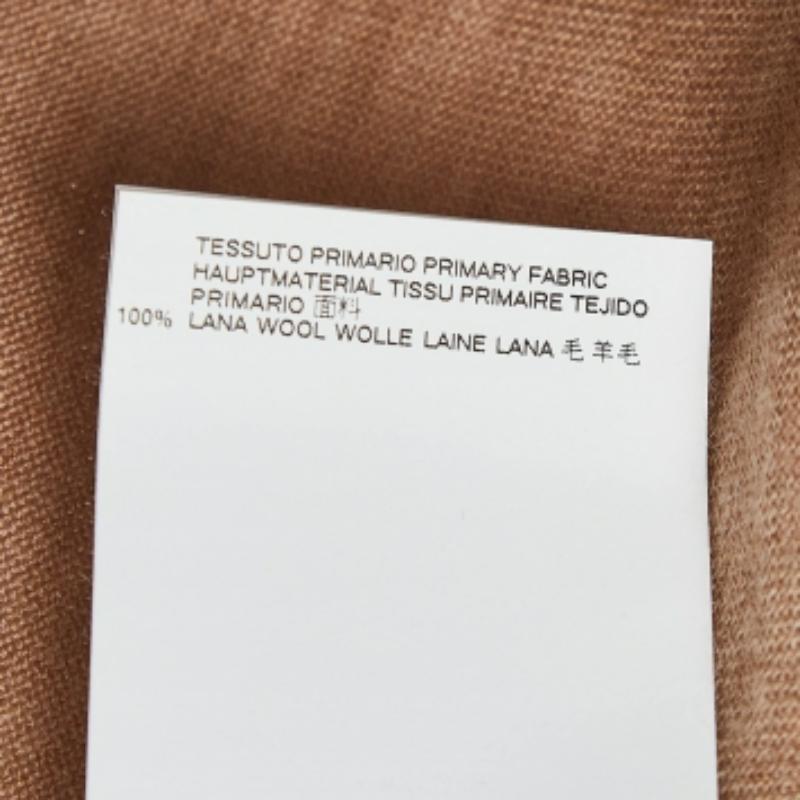 TESSUTO PRIMARIO PRIMARY FABRIC
HAUPTMATERIAL TISSU PRIMAIRE TEJIDO
PRIMARIO 面料
100% LANA WOOL WOLLE LAINE LANA 毛 羊毛